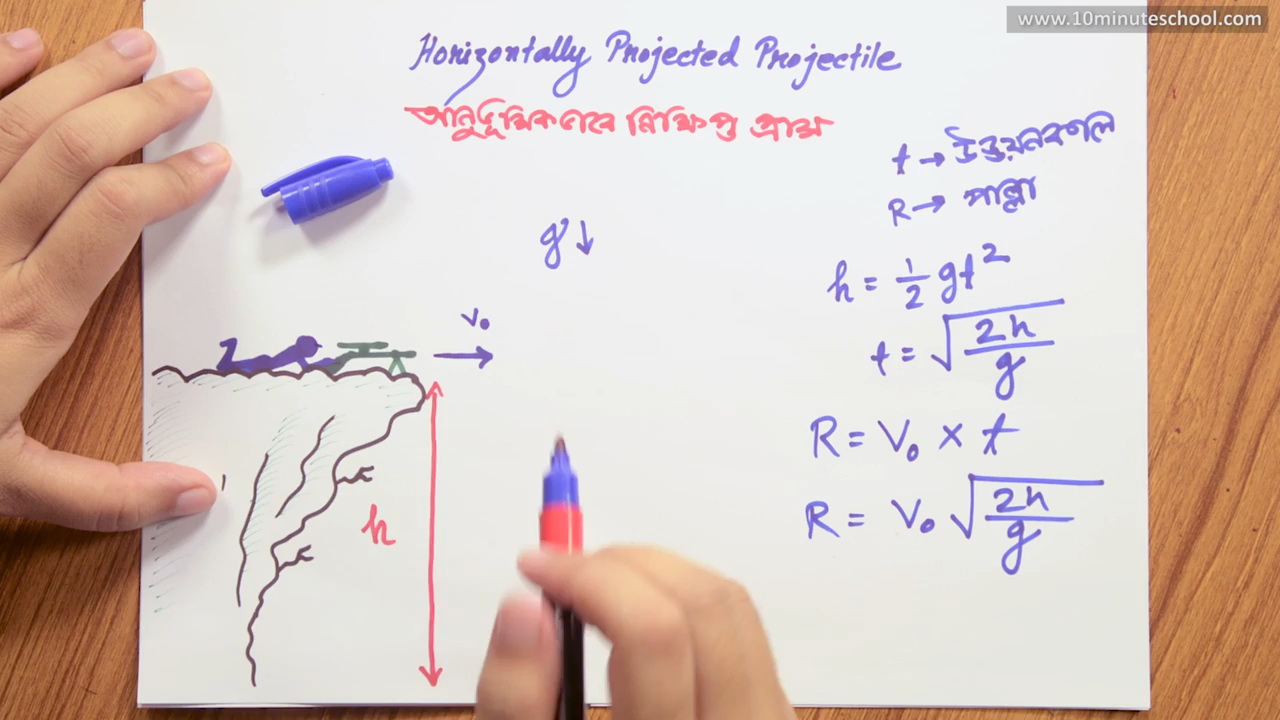 www.10minuteschool.com
Horizontally Projected Projectile
আনুভূমিকভাবে নিক্ষিপ্ত প্রাস
t → উড্ডয়নকাল
R → পাল্লা
g ↓
h = 1/2 gt²
t = √(2h/g)
v₀
R = V₀ × t
h
R = V₀ √(2h/g)